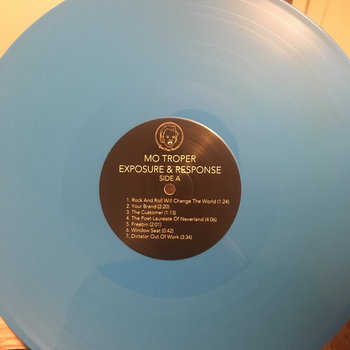 MO TROPER
EXPOSURE & RESPONSE
SIDE A
1. Rock And Roll Will Change The World (1:24)
2. Your Brand (2:20)
3. The Customer (1:13)
4. The Poet Laureate Of Neverland (4:06)
5. Freebin (2:01)
6. Window Seat (0:42)
7. Dictator Out Of Work (3:34)